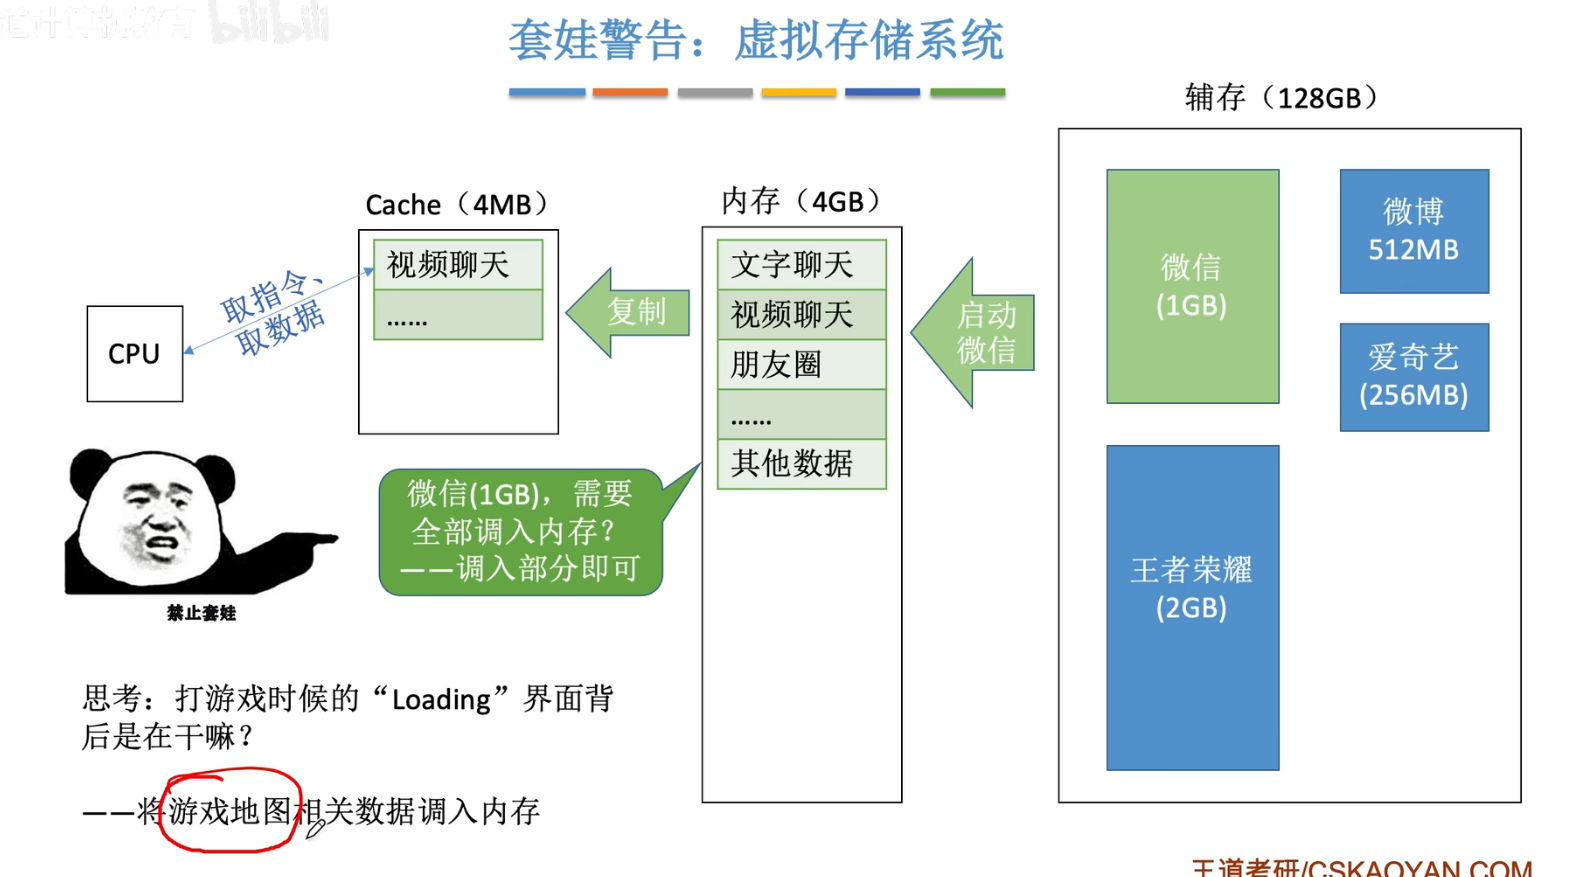 道计算机教育 bilibili
套娃警告：虚拟存储系统
辅存（128GB）
Cache（4MB）
内存（4GB）
视频聊天
……
取指令、
取数据
CPU
复制
文字聊天
视频聊天
朋友圈
……
其他数据
启动
微信
微信
(1GB)
微博
512MB
爱奇艺
(256MB)
王者荣耀
(2GB)
微信(1GB)，需要
全部调入内存？
——调入部分即可
禁止套娃
思考：打游戏时候的“Loading”界面背
后是在干嘛？
——将游戏地图相关数据调入内存
王道考研/CSKAOYAN.COM